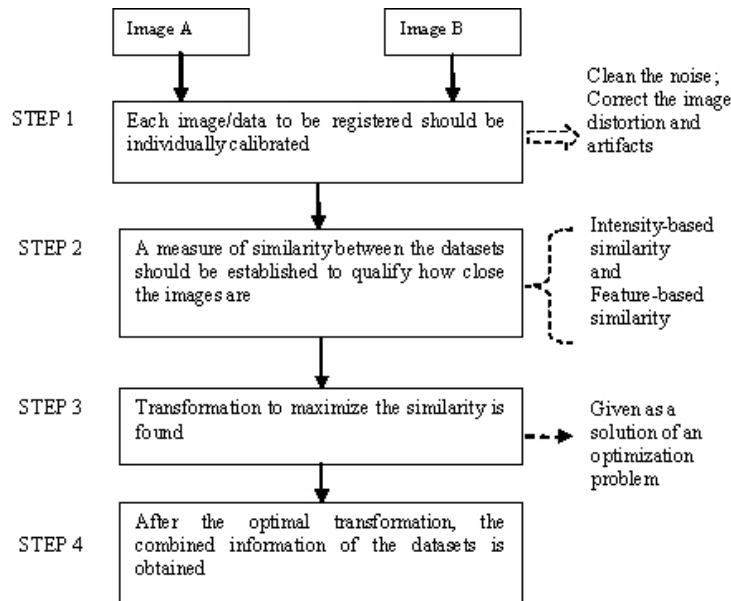 Image A
Image B
STEP 1
Each image/data to be registered should be
individually calibrated
Clean the noise;
Correct the image
distortion and
artifacts
STEP 2
A measure of similarity between the datasets
should be established to qualify how close
the images are
Intensity-based
similarity
and
Feature-based
similarity
STEP 3
Transformation to maximize the similarity is
found
Given as a
solution of an
optimization
problem
STEP 4
After the optimal transformation, the
combined information of the datasets is
obtained